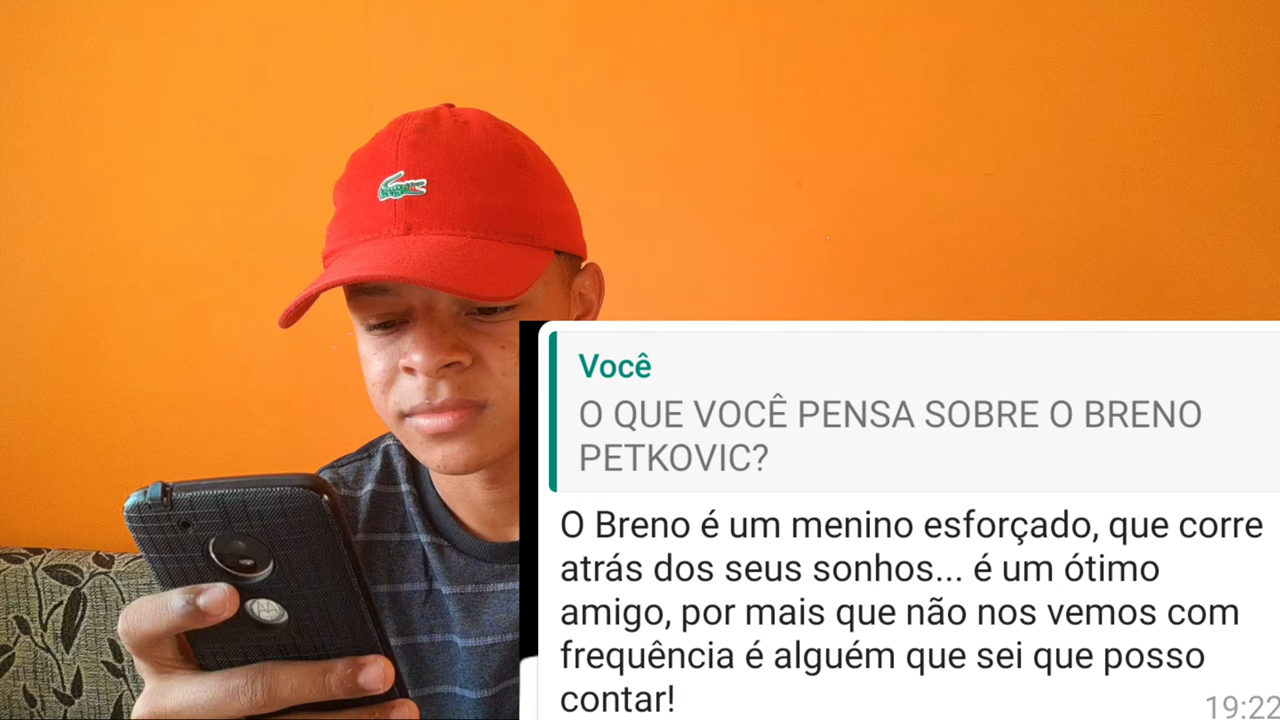 Você
O QUE VOCÊ PENSA SOBRE O BRENO
PETKOVIC?
O Breno é um menino esforçado, que corre
atrás dos seus sonhos... é um ótimo
amigo, por mais que não nos vemos com
frequência é alguém que sei que posso
contar!
19:22